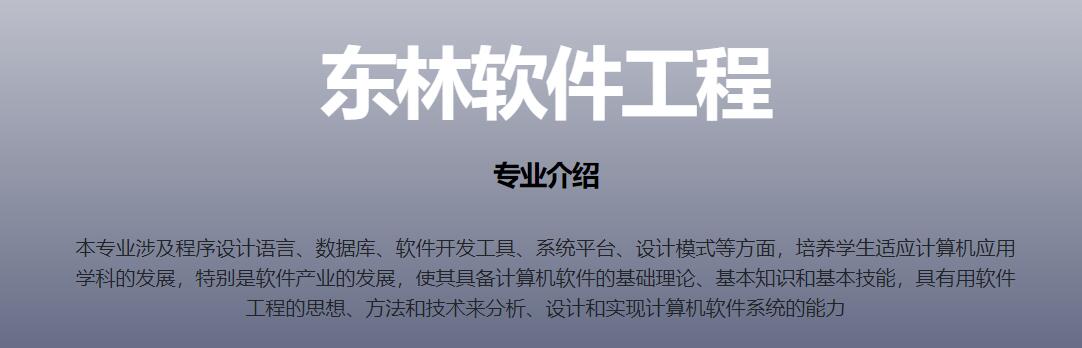 东林软件工程
专业介绍
本专业涉及程序设计语言、数据库、软件开发工具、系统平台、设计模式等方面，培养学生适应计算机应用
学科的发展，特别是软件产业的发展，使其具备计算机软件的基础理论、基本知识和基本技能，具有用软件
工程的思想、方法和技术来分析、设计和实现计算机软件系统的能力